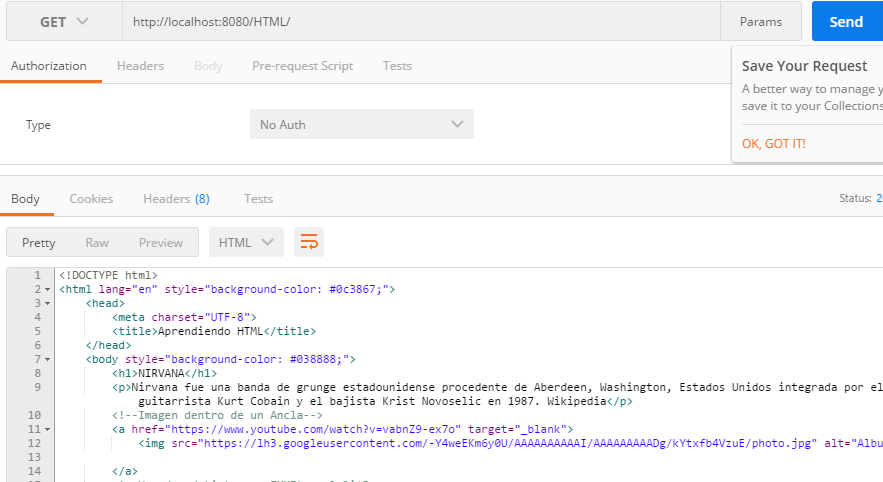 GET http://localhost:8080/HTML/ Params Send
Authorization Headers Body Pre-request Script Tests
Save Your Request
A better way to manage y
save it to your Collections
OK, GOT IT!
Type No Auth
Body Cookies Headers (8) Tests Status: 2
Pretty Raw Preview HTML
1 <!DOCTYPE html>
2 <html lang="en" style="background-color: #0c3867;">
3 <head>
4 <meta charset="UTF-8">
5 <title>Aprendiendo HTML</title>
6 </head>
7 <body style="background-color: #038888;">
8 <h1>NIRVANA</h1>
9 <p>Nirvana fue una banda de grunge estadounidense procedente de Aberdeen, Washington, Estados Unidos integrada por el
guitarrista Kurt Cobain y el bajista Krist Novoselic en 1987. Wikipedia</p>
10 <!--Imagen dentro de un Ancla-->
11 <a href="https://www.youtube.com/watch?v=vabnZ9-ex7o" target="_blank">
12 <img src="https://lh3.googleusercontent.com/-Y4weEKm6y0U/AAAAAAAAAAI/AAAAAAAAADg/kYtxfb4VzuE/photo.jpg" alt="Albu
13
14 </a>